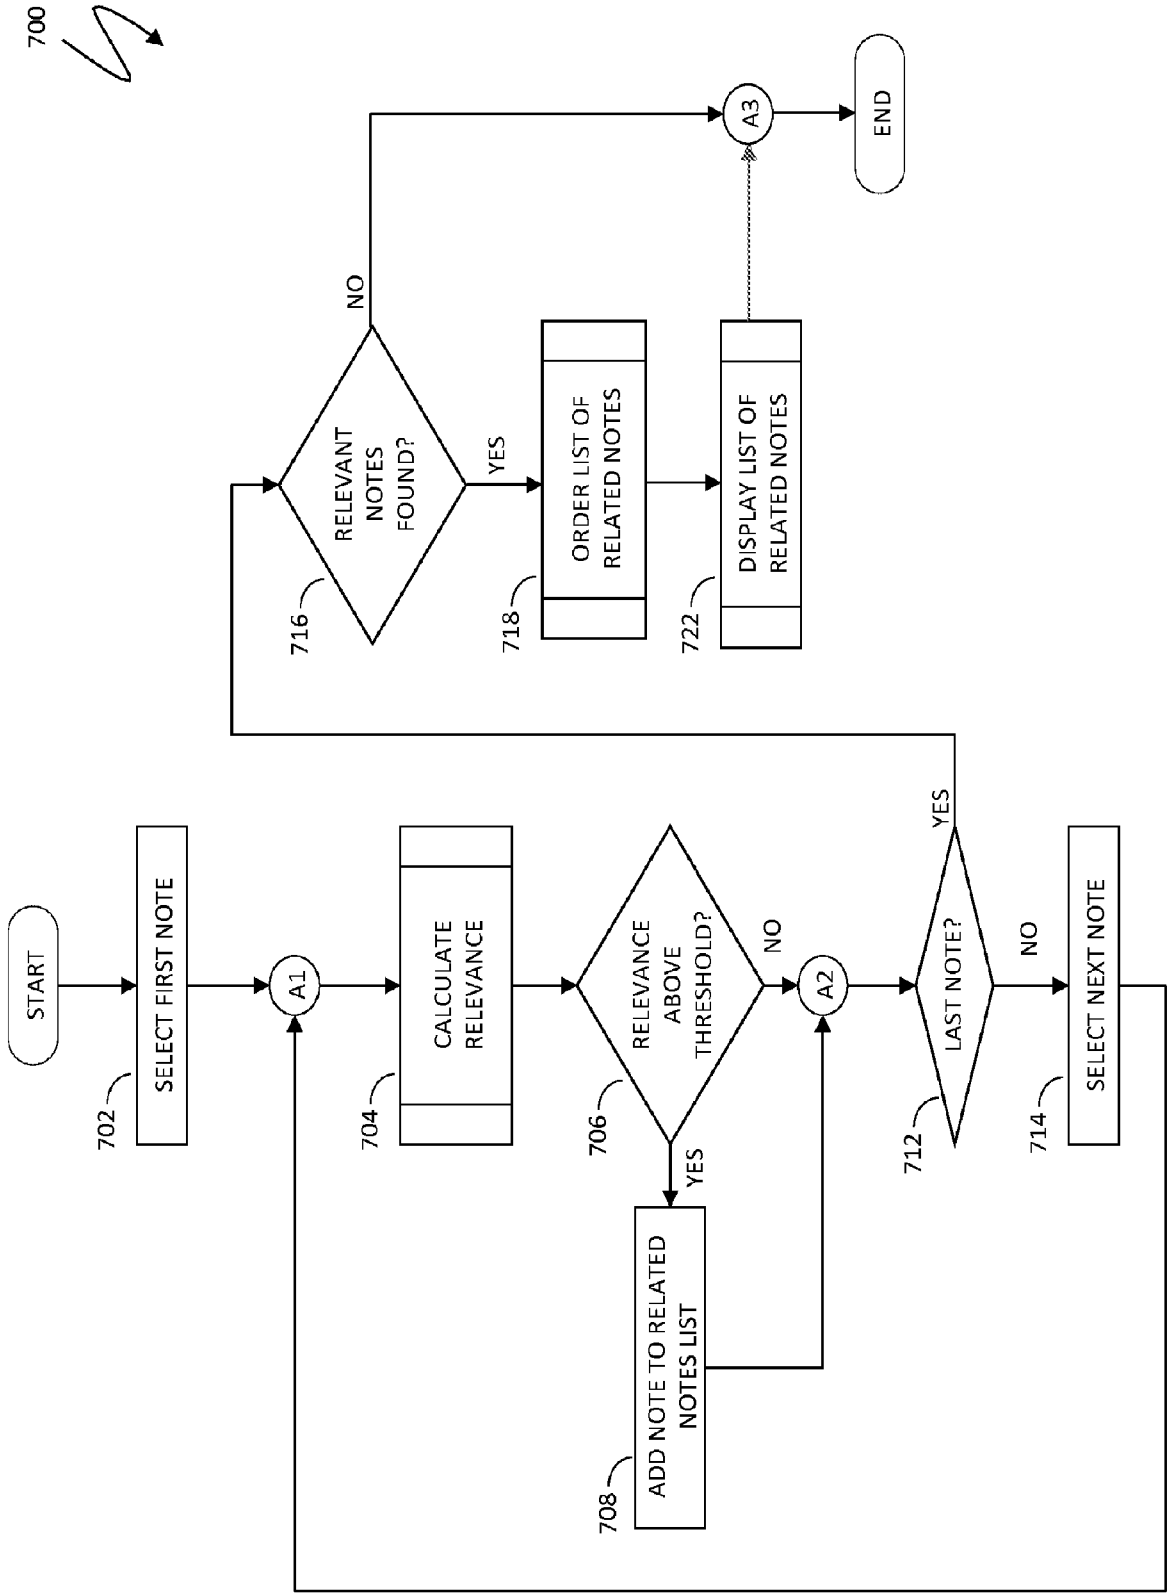 700
START
702
SELECT FIRST NOTE
A1
704
CALCULATE
RELEVANCE
706
RELEVANCE
ABOVE
THRESHOLD?
YES
NO
708
ADD NOTE TO RELATED
NOTES LIST
A2
712
LAST NOTE?
YES
NO
714
SELECT NEXT NOTE
716
RELEVANT
NOTES
FOUND?
NO
YES
718
ORDER LIST OF
RELATED NOTES
722
DISPLAY LIST OF
RELATED NOTES
A3
END